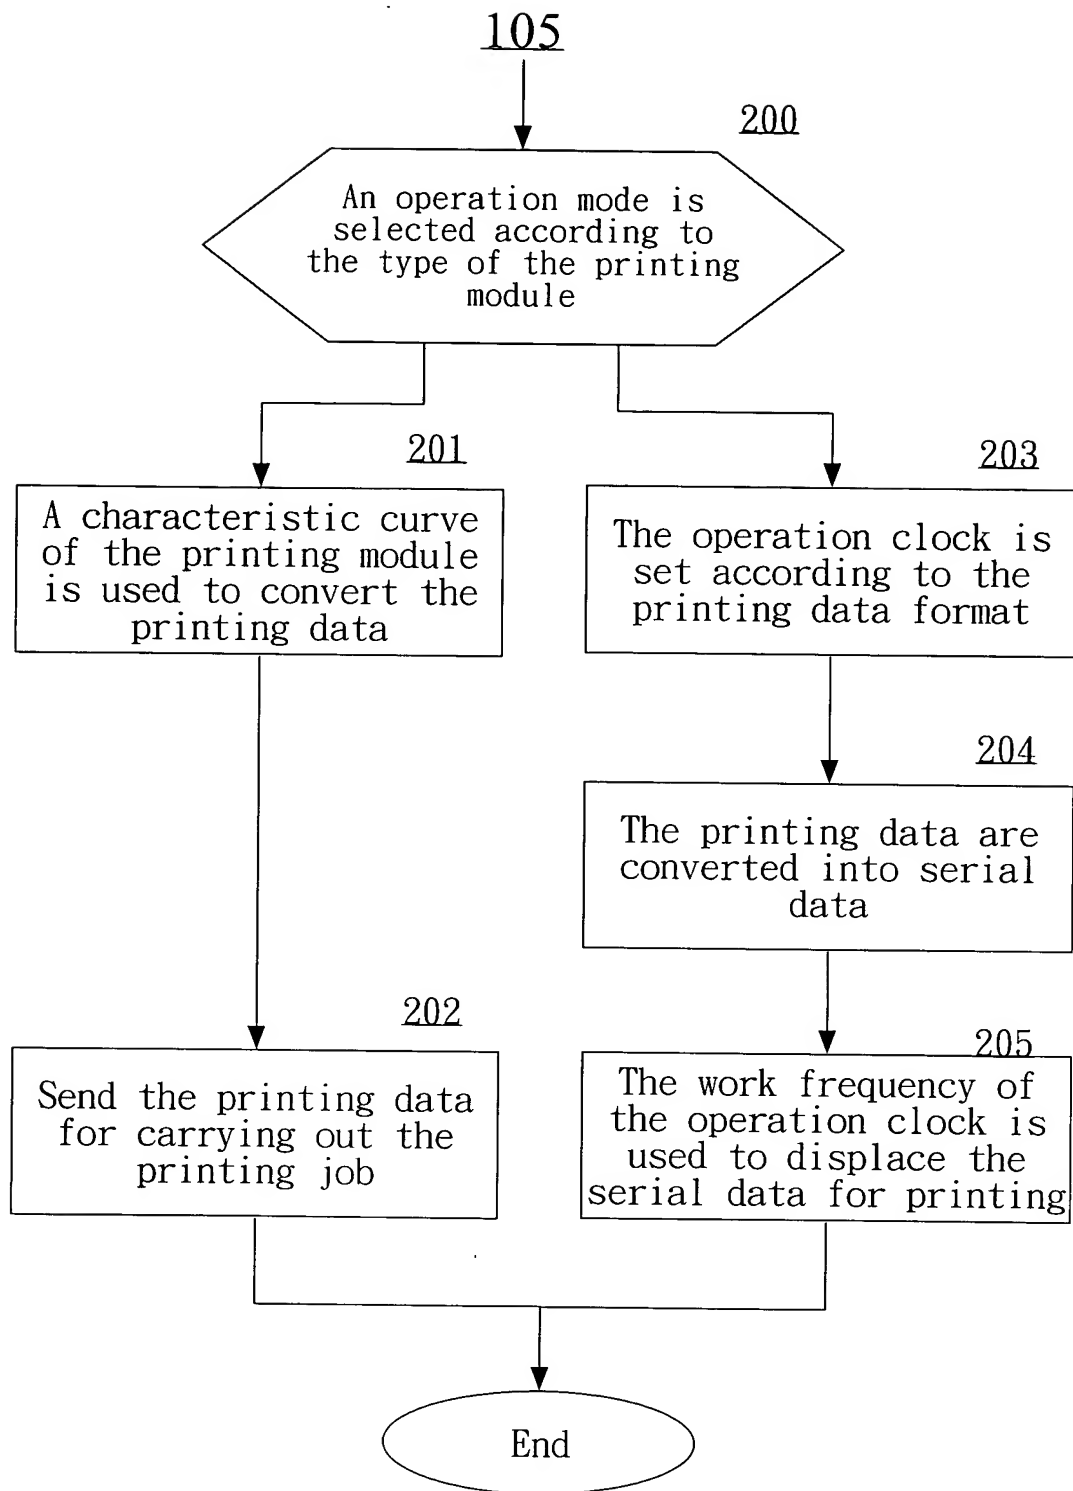 105
200
An operation mode is
selected according to
the type of the printing
module
201
A characteristic curve
of the printing module
is used to convert the
printing data
203
The operation clock is
set according to the
printing data format
204
The printing data are
converted into serial
data
202
Send the printing data
for carrying out the
printing job
205
The work frequency of
the operation clock is
used to displace the
serial data for printing
End